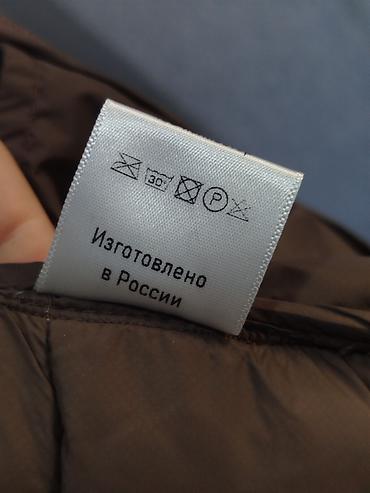 30° P
Изготовлено
в России